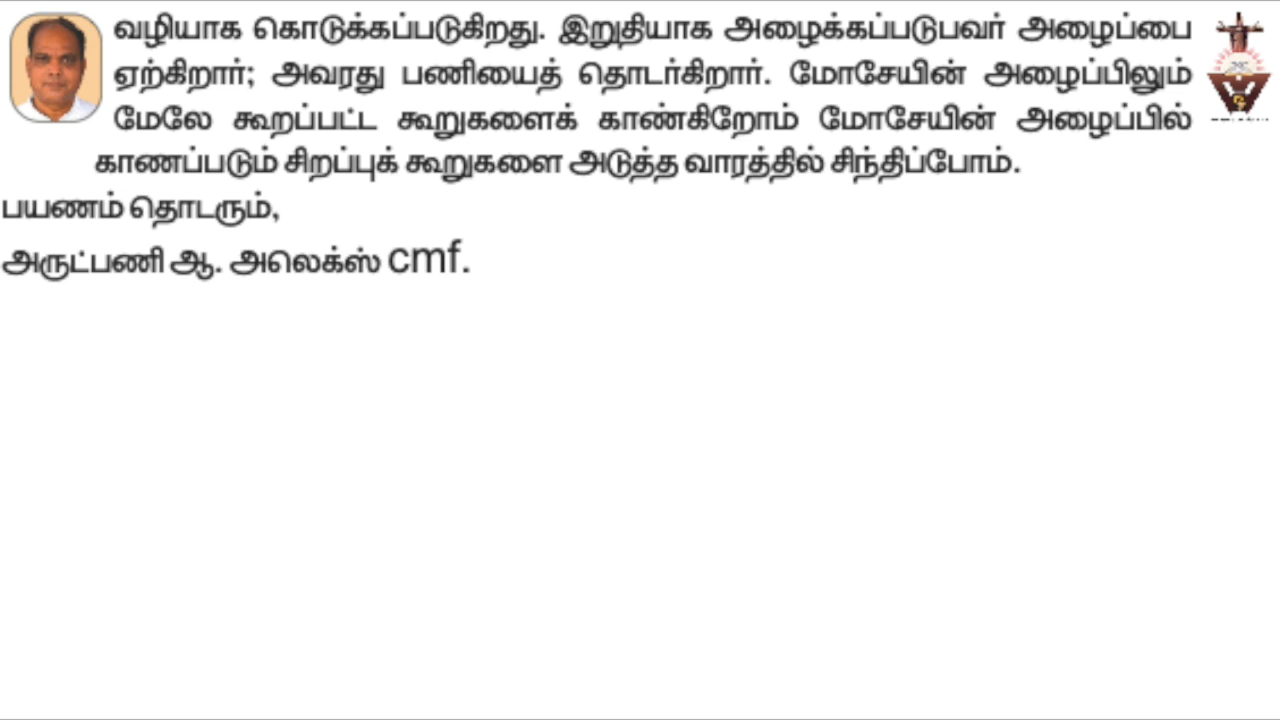 வழியாக கொடுக்கப்படுகிறது. இறுதியாக அழைக்கப்படுபவர் அழைப்பை
ஏற்கிறார்; அவரது பணியைத் தொடர்கிறார். மோசேயின் அழைப்பிலும்
மேலே கூறப்பட்ட கூறுகளைக் காண்கிறோம் மோசேயின் அழைப்பில்
காணப்படும் சிறப்புக் கூறுகளை அடுத்த வாரத்தில் சிந்திப்போம்.
பயணம் தொடரும்,
அருட்பணி ஆ. அலெக்ஸ் cmf.